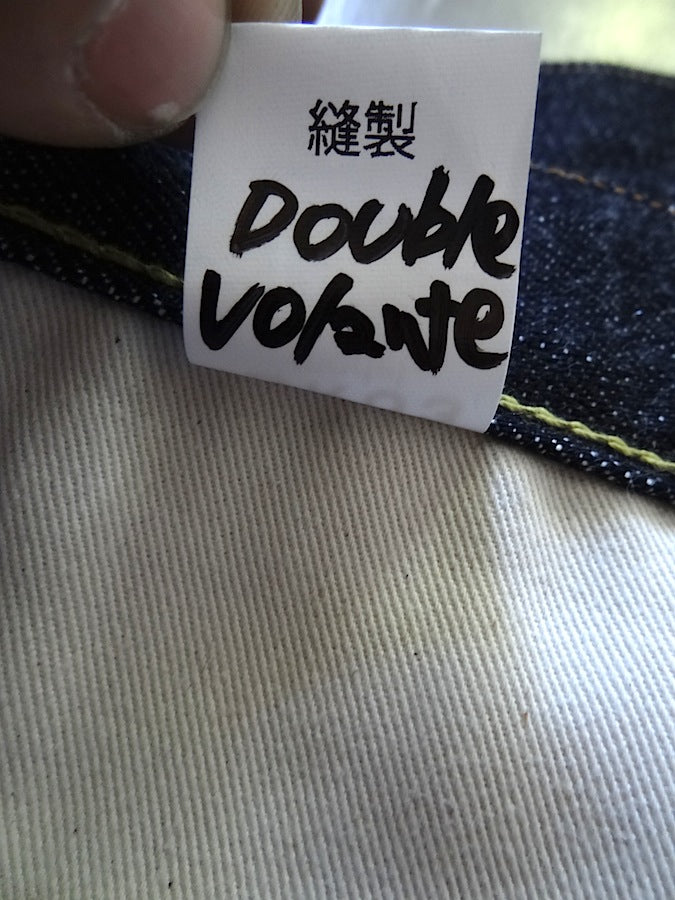 縫製
Double
Volante